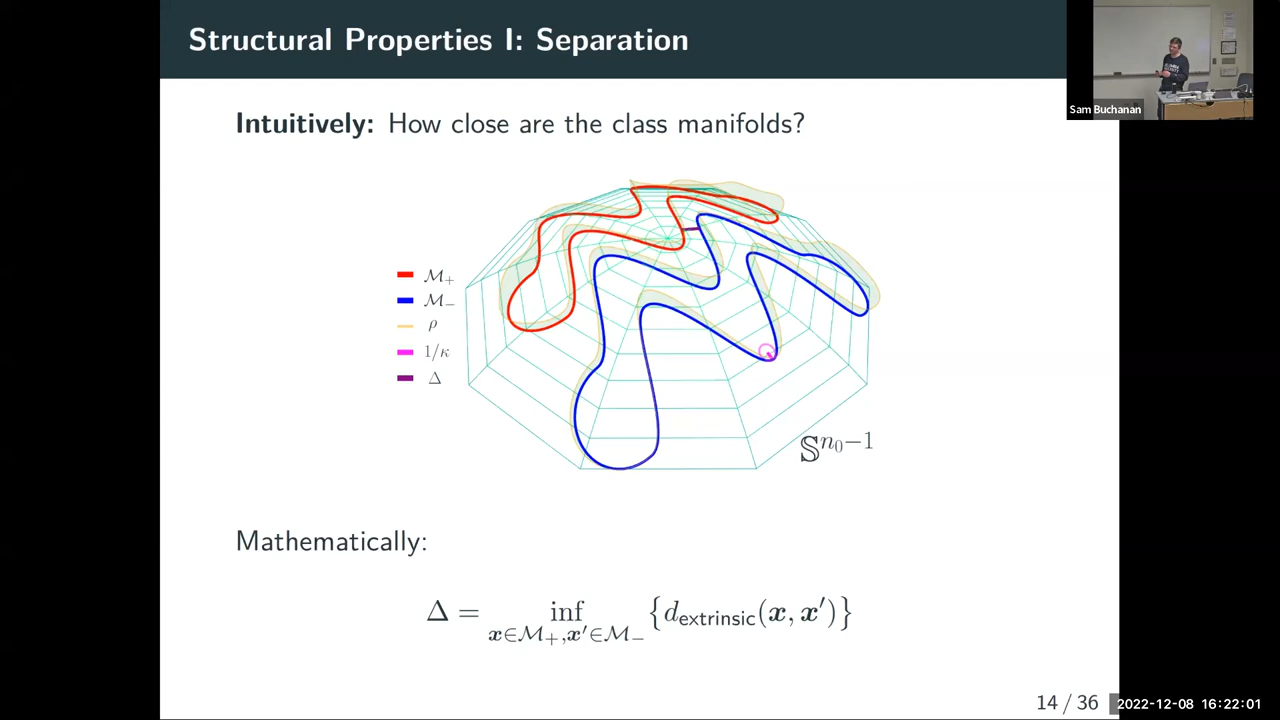 Structural Properties I: Separation
Sam Buchanan
Intuitively: How close are the class manifolds?
ℳ₊
ℳ₋
ρ
1/κ
Δ
𝕊^{n₀−1}
Mathematically:
Δ = inf_{x∈ℳ₊,x′∈ℳ₋} {d_extrinsic(x, x′)}
14 / 36
2022-12-08 16:22:01